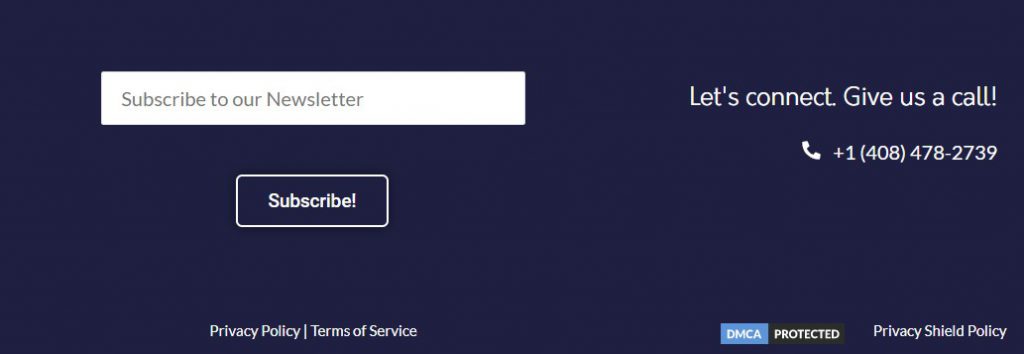 Subscribe to our Newsletter
Subscribe!
Let's connect. Give us a call!
+1 (408) 478-2739
Privacy Policy | Terms of Service
DMCA PROTECTED
Privacy Shield Policy